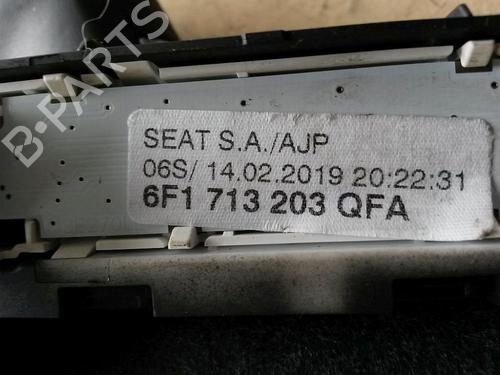 B-PARTS
SEAT S.A./AJP
06S/ 14.02.2019 20:22:31
6F1 713 203 QFA